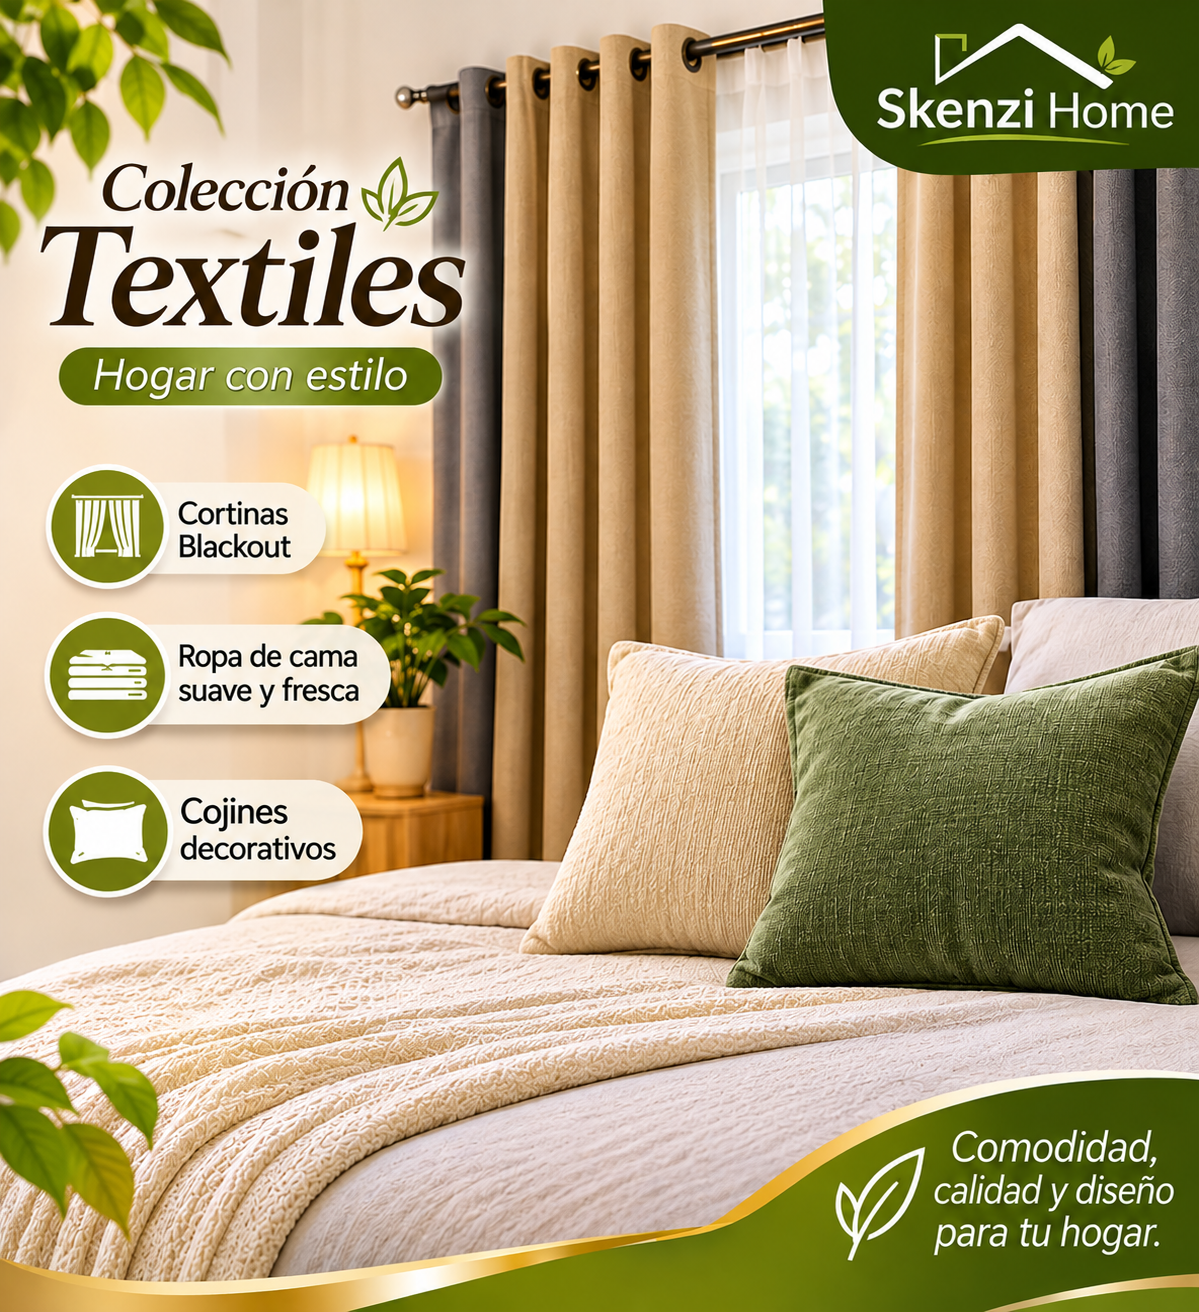 Skenzi Home
Colección
Textiles
Hogar con estilo
Cortinas
Blackout
Ropa de cama
suave y fresca
Cojines
decorativos
Comodidad,
calidad y diseño
para tu hogar.